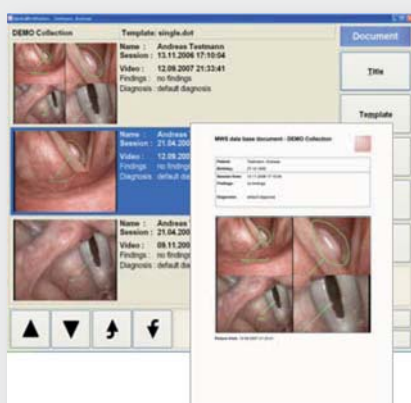 DEMO Collection
Template: single.dot
Document
Name : Andreas Testmann
Session : 13.11.2006 17:10:04
Video : 12.09.2007 21:33:41
Findings : no findings
Diagnosis : default diagnosis
Title
Template
Name : Andreas
Session : 21.04.200
Video : 12.09.200
Findings : no findings
Diagnosis : default dia
Name : Andreas
Session : 21.04.200
Video : 09.11.200
Findings : no findings
Diagnosis : default dia
MWS data base document - DEMO Collection